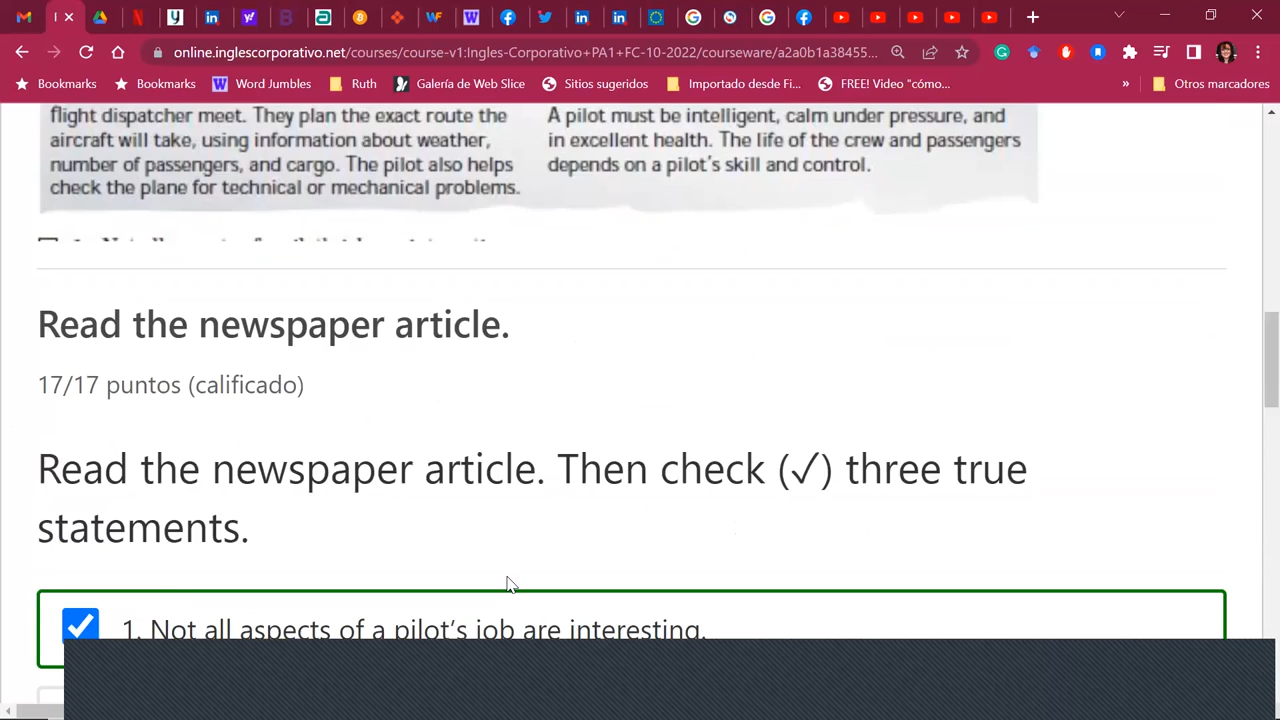 online.inglescorporativo.net/courses/course-v1:Ingles-Corporativo+PA1+FC-10-2022/courseware/a2a0b1a38455...
Bookmarks Bookmarks Word Jumbles Ruth Galería de Web Slice Sitios sugeridos Importado desde Fi... FREE! Video "cómo... » Otros marcadores
flight dispatcher meet. They plan the exact route the
aircraft will take, using information about weather,
number of passengers, and cargo. The pilot also helps
check the plane for technical or mechanical problems.
A pilot must be intelligent, calm under pressure, and
in excellent health. The life of the crew and passengers
depends on a pilot's skill and control.
Read the newspaper article.
17/17 puntos (calificado)
Read the newspaper article. Then check (✓) three true
statements.
1. Not all aspects of a pilot's job are interesting.